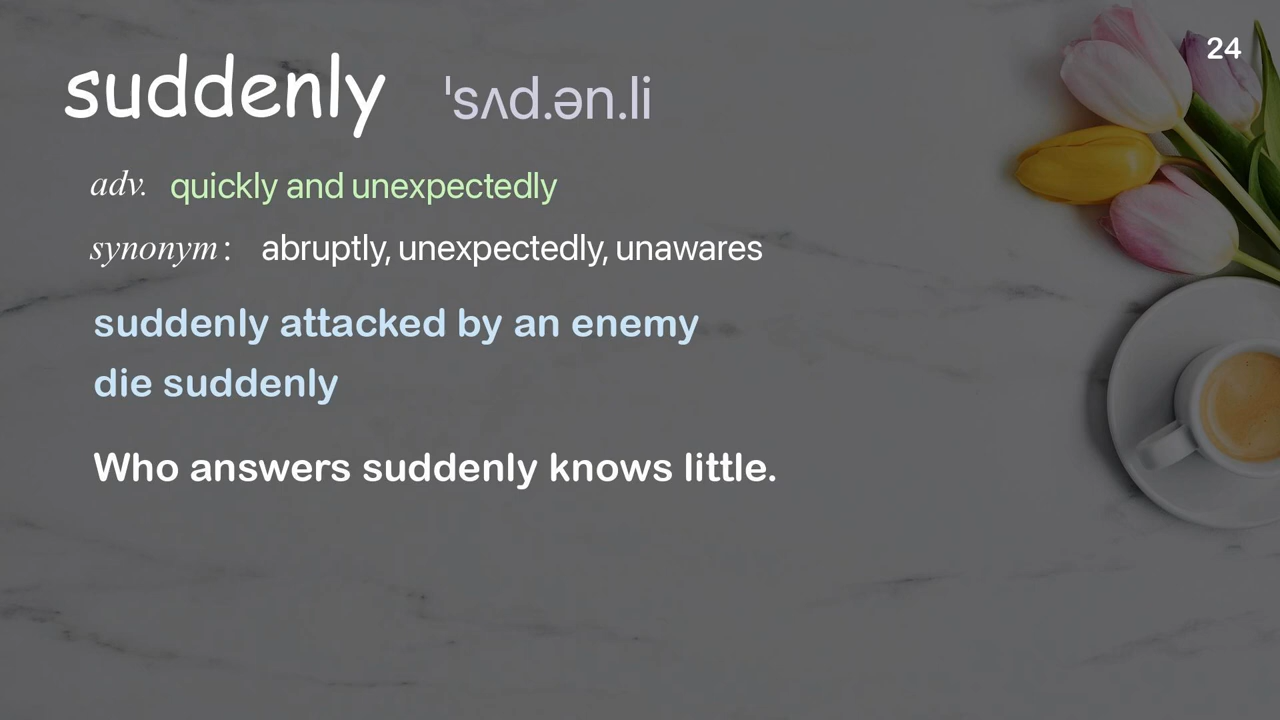 24
suddenly ˈsʌd.ən.li
adv. quickly and unexpectedly
synonym: abruptly, unexpectedly, unawares
suddenly attacked by an enemy
die suddenly
Who answers suddenly knows little.